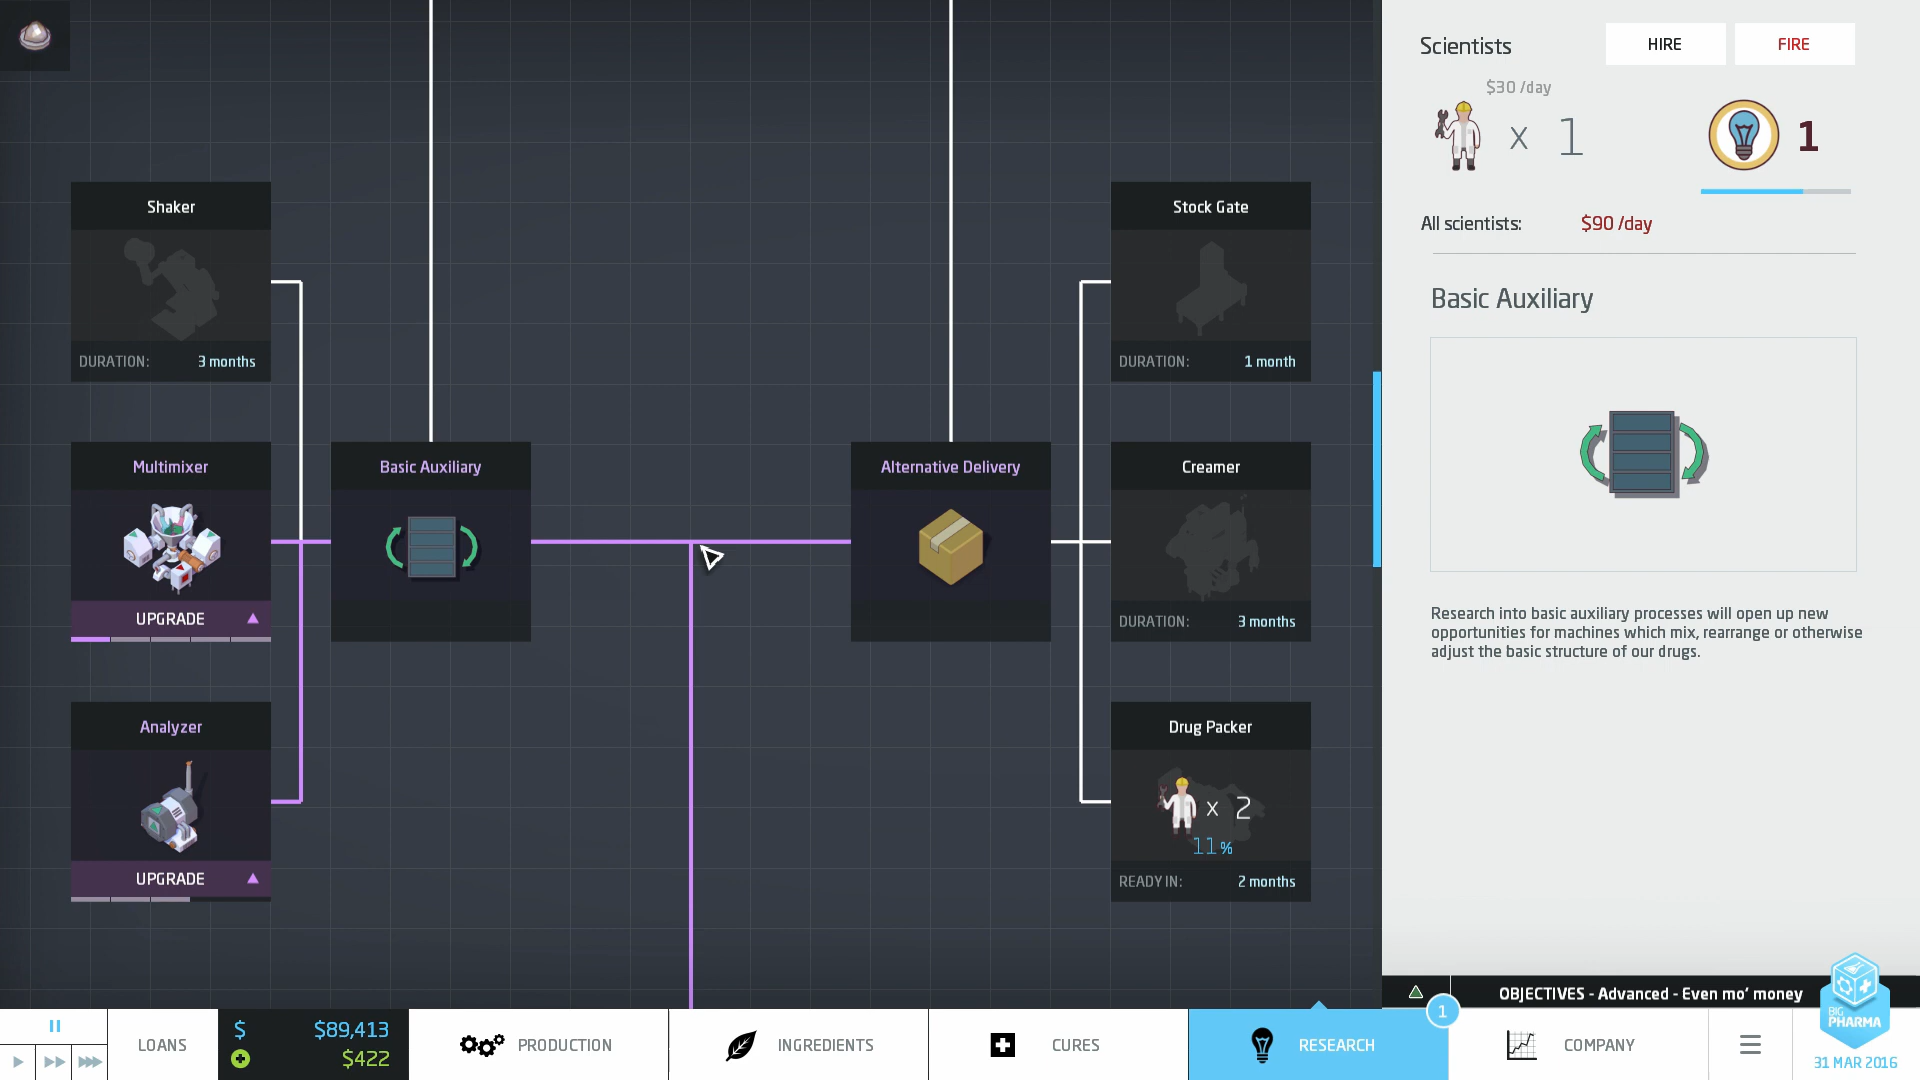 Scientists
HIRE
FIRE
$30 /day
x 1
1
All scientists:
$90 /day
Shaker
DURATION: 3 months
Stock Gate
DURATION: 1 month
Multimixer
UPGRADE
Basic Auxiliary
Alternative Delivery
Creamer
DURATION: 3 months
Analyzer
UPGRADE
Drug Packer
x 2
11%
READY IN: 2 months
Basic Auxiliary
Research into basic auxiliary processes will open up new
opportunities for machines which mix, rearrange or otherwise
adjust the basic structure of our drugs.
OBJECTIVES - Advanced - Even mo' money
1
LOANS
$ $89,413
$422
PRODUCTION
INGREDIENTS
CURES
RESEARCH
COMPANY
BIG
PHARMA
31 MAR 2016